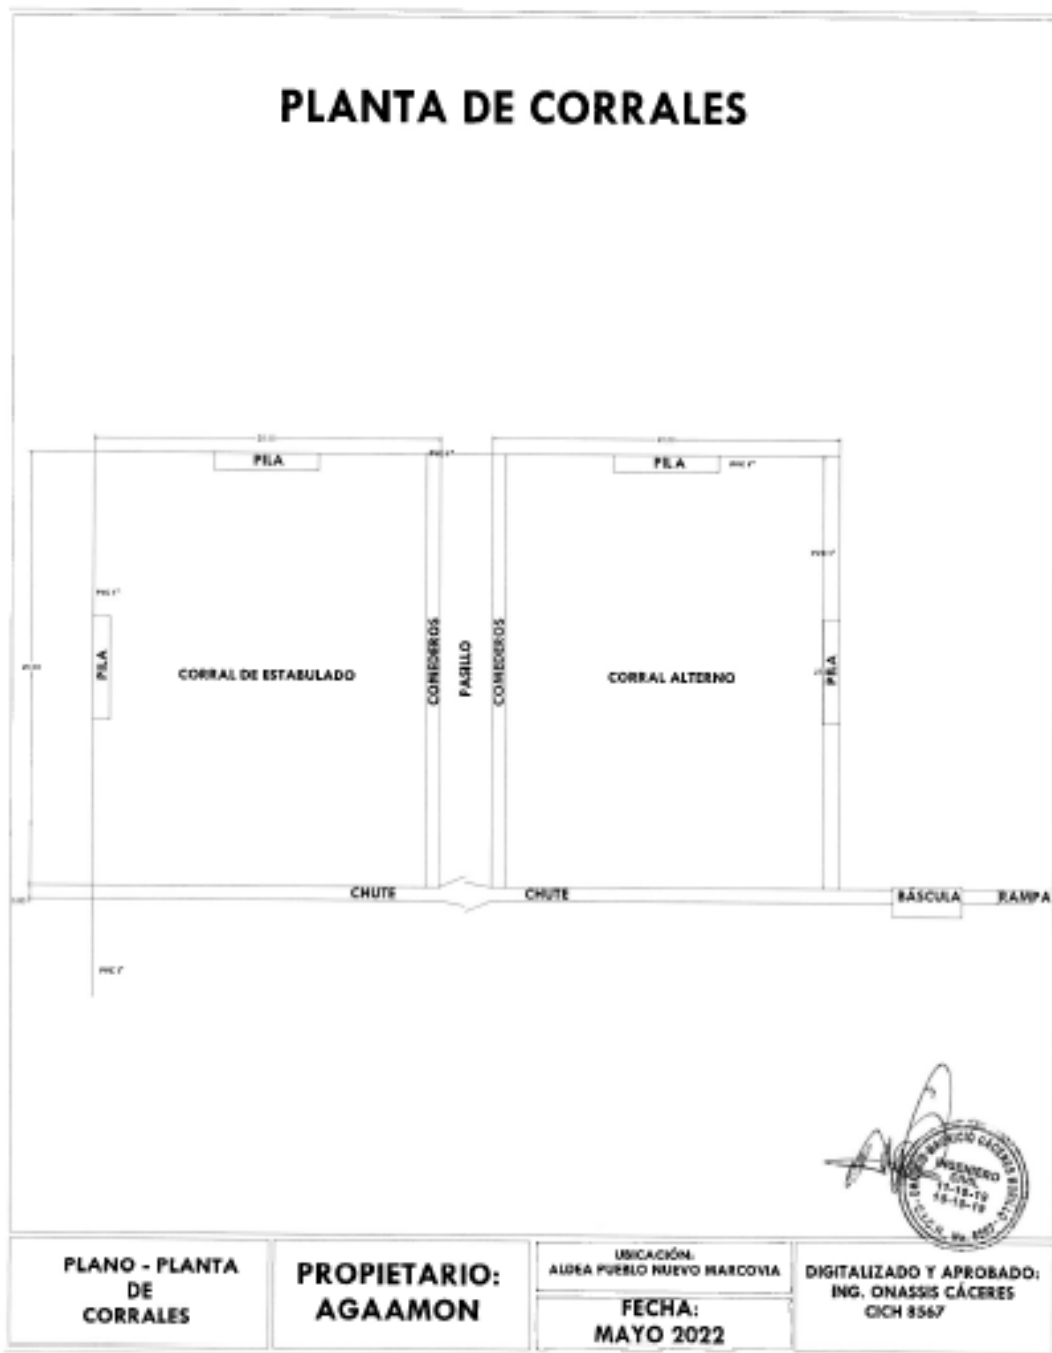 PLANTA DE CORRALES
PILA
PILA
PILA
CORRAL DE ESTABULADO
COMEDEROS
PASILLO
COMEDEROS
CORRAL ALTERNO
PILA
CHUTE
CHUTE
BÁSCULA
RAMPA
INGENIERO
CIVIL
PLANO - PLANTA
DE
CORRALES
PROPIETARIO:
AGAAMON
UBICACIÓN:
ALDEA PUEBLO NUEVO MARCOVIA
FECHA:
MAYO 2022
DIGITALIZADO Y APROBADO:
ING. ONASSIS CÁCERES
CICH 8567